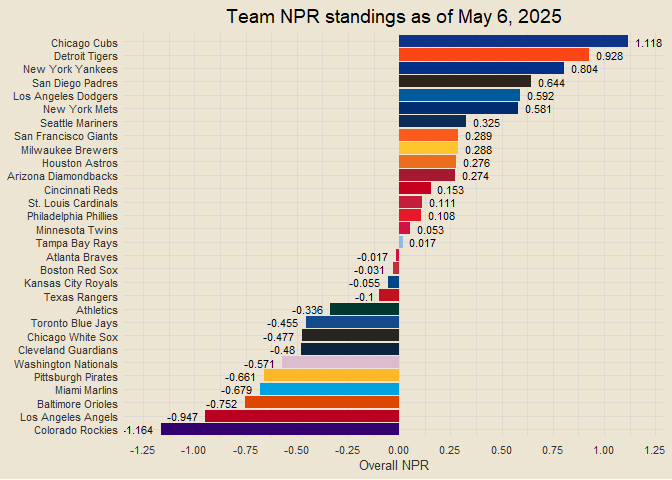 Team NPR standings as of May 6, 2025
Chicago Cubs 1.118
Detroit Tigers 0.928
New York Yankees 0.804
San Diego Padres 0.644
Los Angeles Dodgers 0.592
New York Mets 0.581
Seattle Mariners 0.325
San Francisco Giants 0.289
Milwaukee Brewers 0.288
Houston Astros 0.276
Arizona Diamondbacks 0.274
Cincinnati Reds 0.153
St. Louis Cardinals 0.111
Philadelphia Phillies 0.108
Minnesota Twins 0.053
Tampa Bay Rays 0.017
Atlanta Braves -0.017
Boston Red Sox -0.031
Kansas City Royals -0.055
Texas Rangers -0.1
Athletics -0.336
Toronto Blue Jays -0.455
Chicago White Sox -0.477
Cleveland Guardians -0.48
Washington Nationals -0.571
Pittsburgh Pirates -0.661
Miami Marlins -0.679
Baltimore Orioles -0.752
Los Angeles Angels -0.947
Colorado Rockies -1.164
-1.25 -1.00 -0.75 -0.50 -0.25 0.00 0.25 0.50 0.75 1.00 1.25
Overall NPR